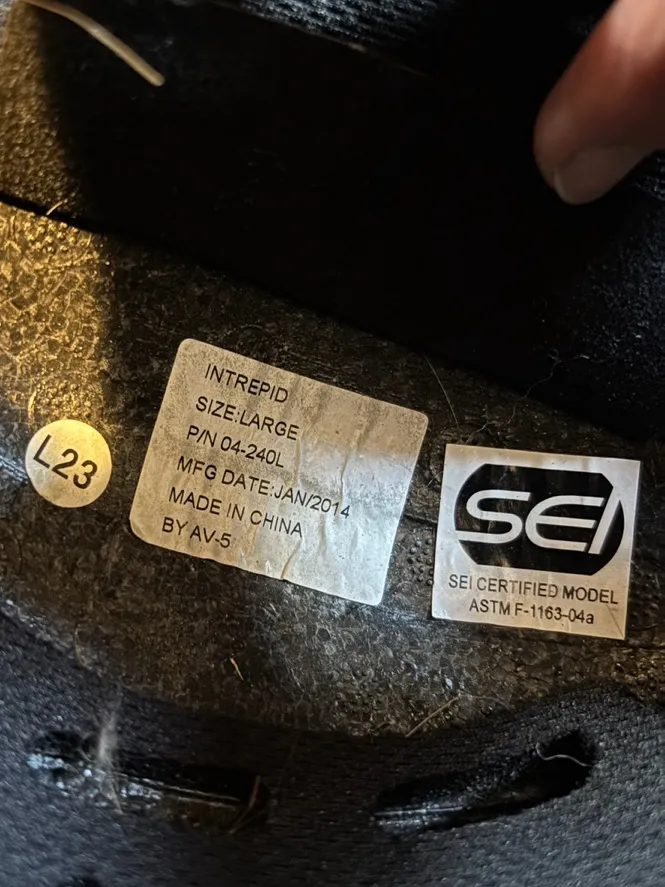 INTREPID
SIZE:LARGE
P/N 04-240L
MFG DATE:JAN/2014
MADE IN CHINA
BY AV-5
L23
SEI
SEI CERTIFIED MODEL
ASTM F-1163-04a